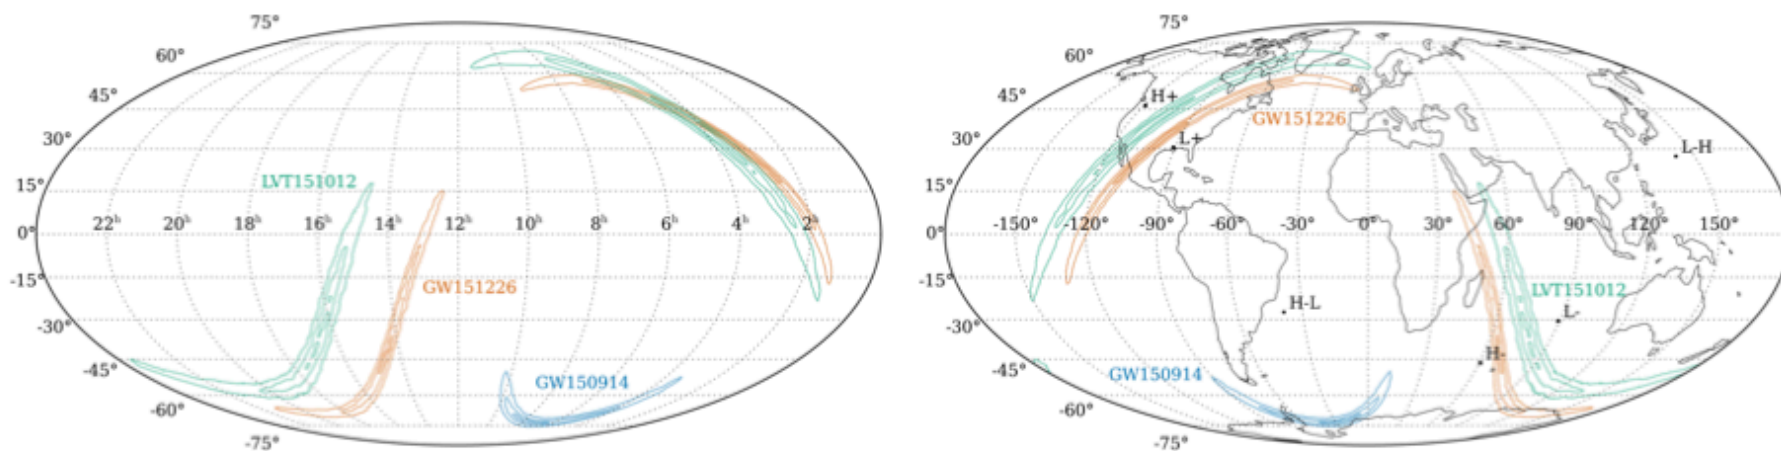 75° 75°
60° 60°
45° 45°
H+
GW151226
30° 30°
L+
L-H
LVT151012
15° 15°
22ʰ 20ʰ 18ʰ 16ʰ 14ʰ 12ʰ 10ʰ 8ʰ 6ʰ 4ʰ 2ʰ
-150° -120° -90° -60° -30° 0° 30° 60° 90° 120° 150°
0° 0°
-15° -15°
GW151226
LVT151012
H-L
L-
-30° -30°
H-
-45° -45°
GW150914
GW150914
-60° -60°
-75° -75°